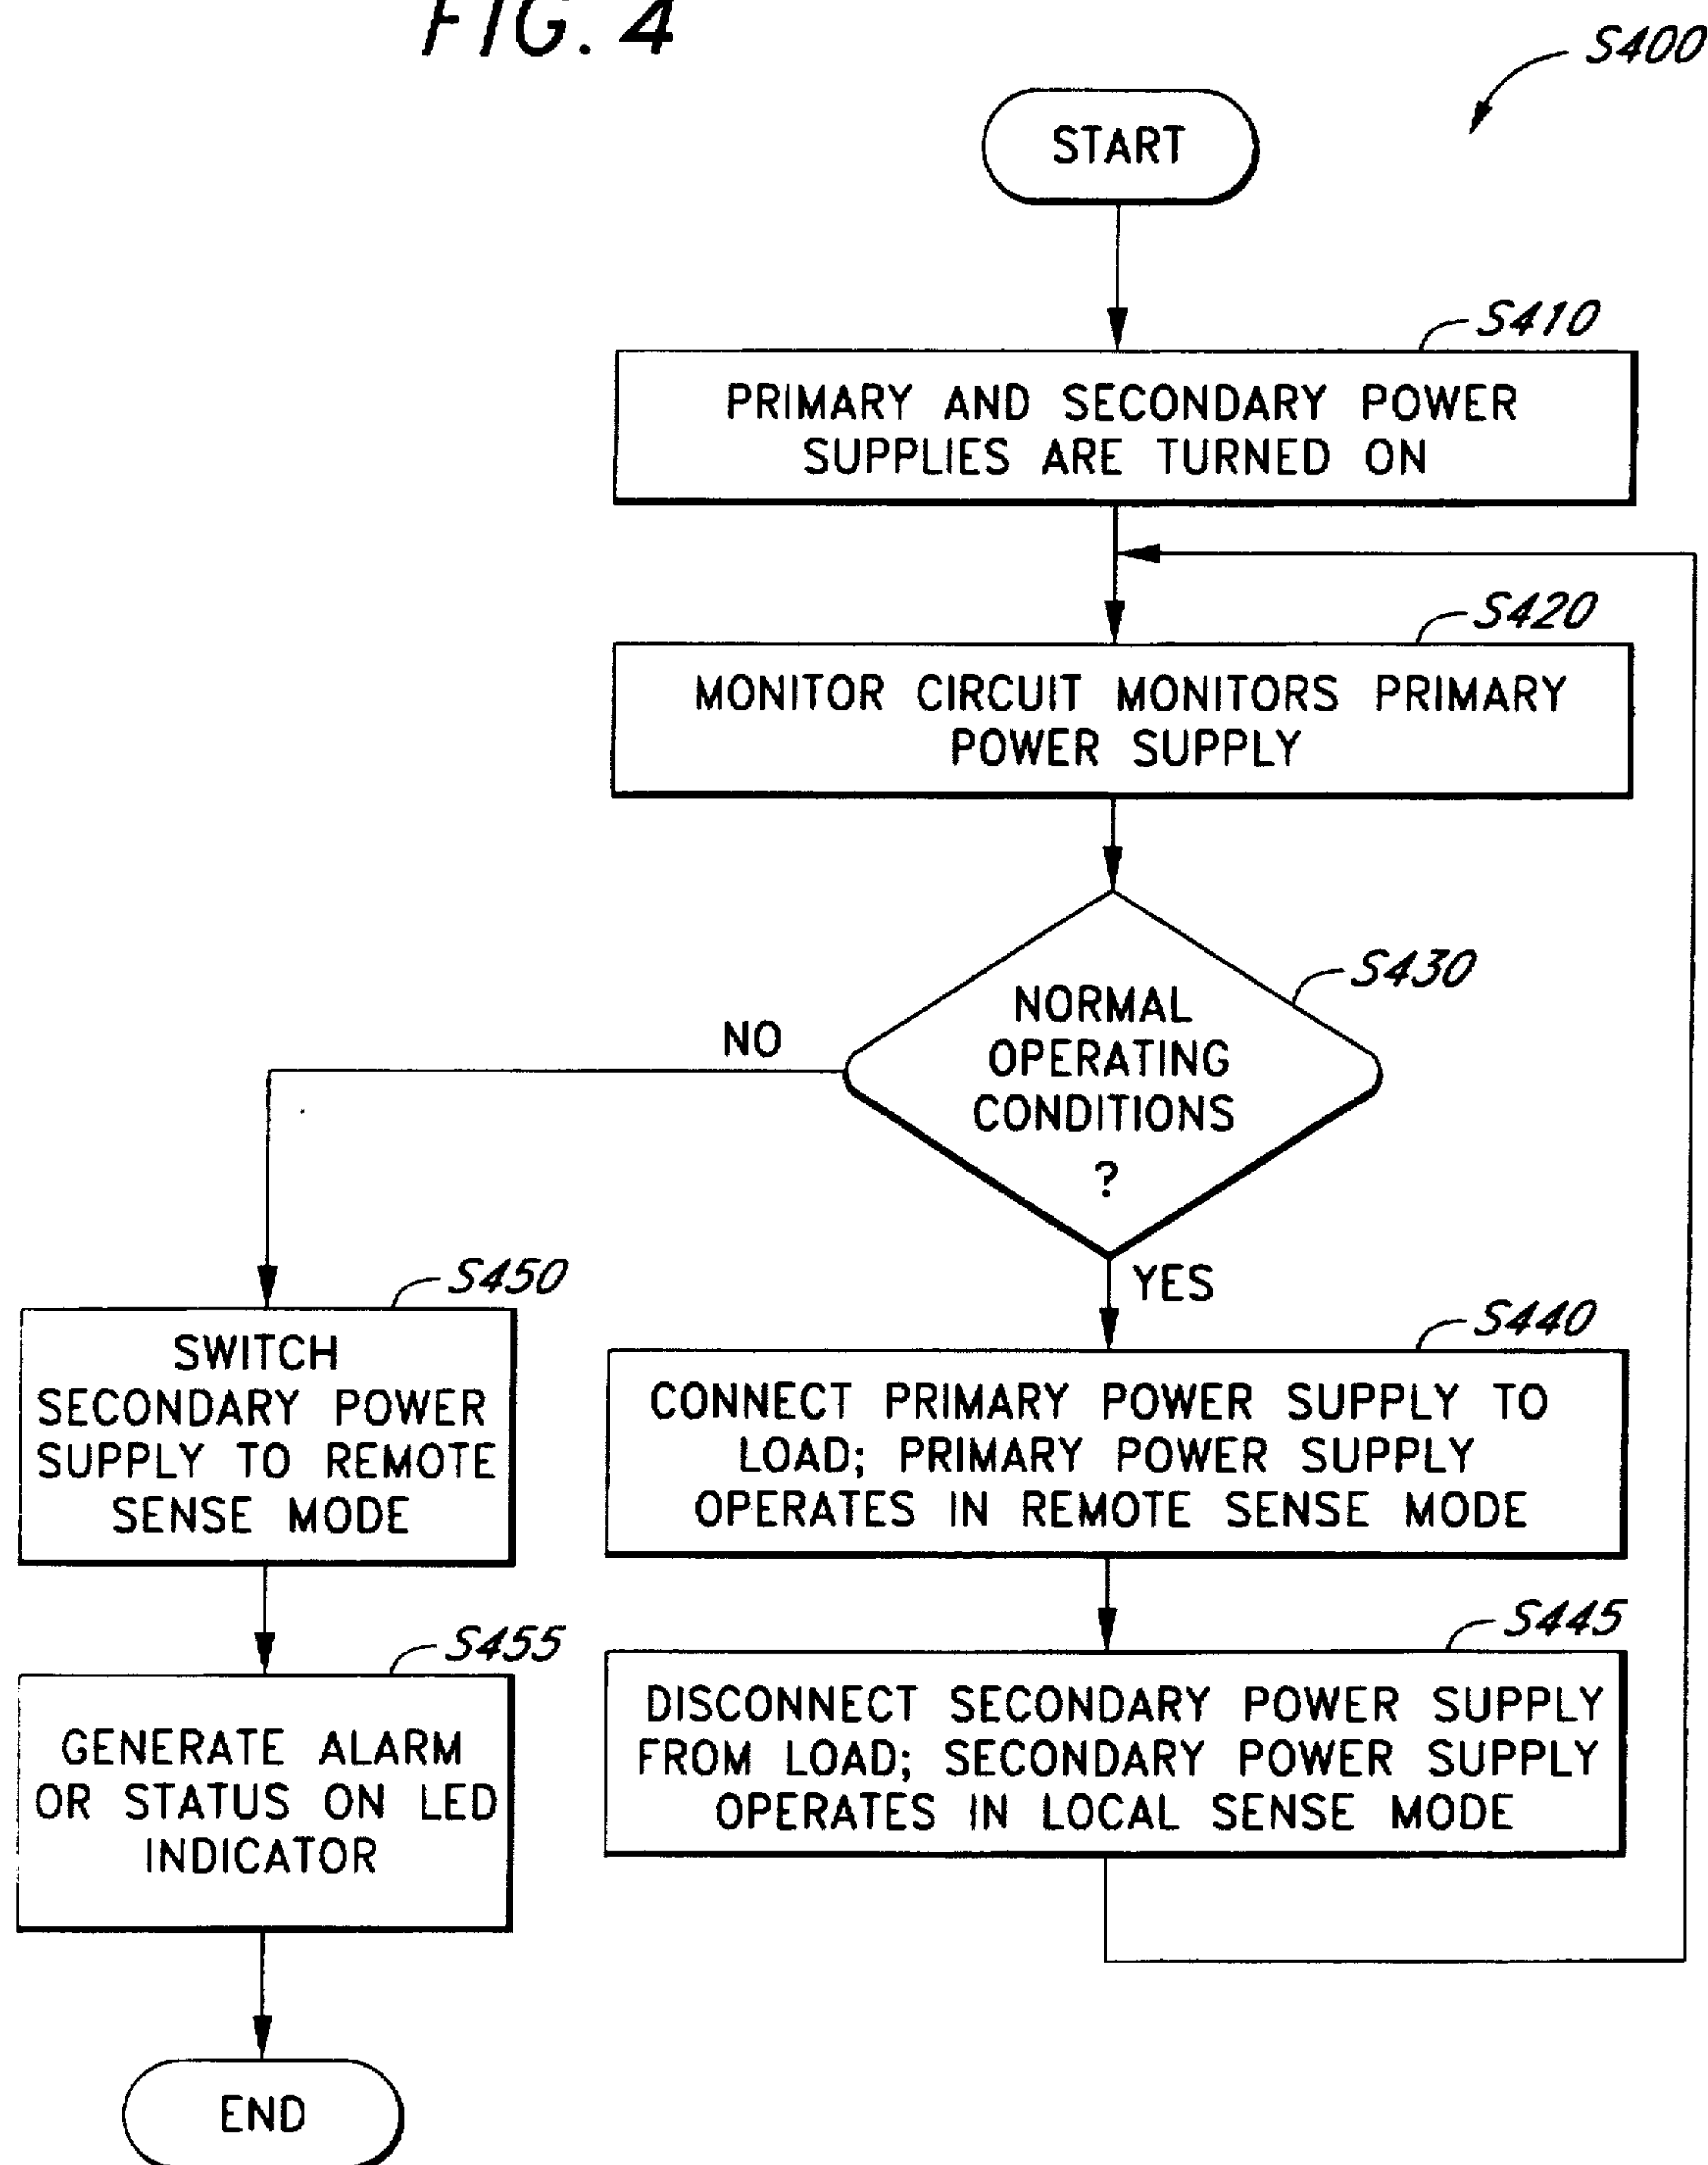 FIG. 4
S400
START
S410
PRIMARY AND SECONDARY POWER
SUPPLIES ARE TURNED ON
S420
MONITOR CIRCUIT MONITORS PRIMARY
POWER SUPPLY
S430
NORMAL
OPERATING
CONDITIONS
?
NO
YES
S450
SWITCH
SECONDARY POWER
SUPPLY TO REMOTE
SENSE MODE
S440
CONNECT PRIMARY POWER SUPPLY TO
LOAD; PRIMARY POWER SUPPLY
OPERATES IN REMOTE SENSE MODE
S455
GENERATE ALARM
OR STATUS ON LED
INDICATOR
S445
DISCONNECT SECONDARY POWER SUPPLY
FROM LOAD; SECONDARY POWER SUPPLY
OPERATES IN LOCAL SENSE MODE
END